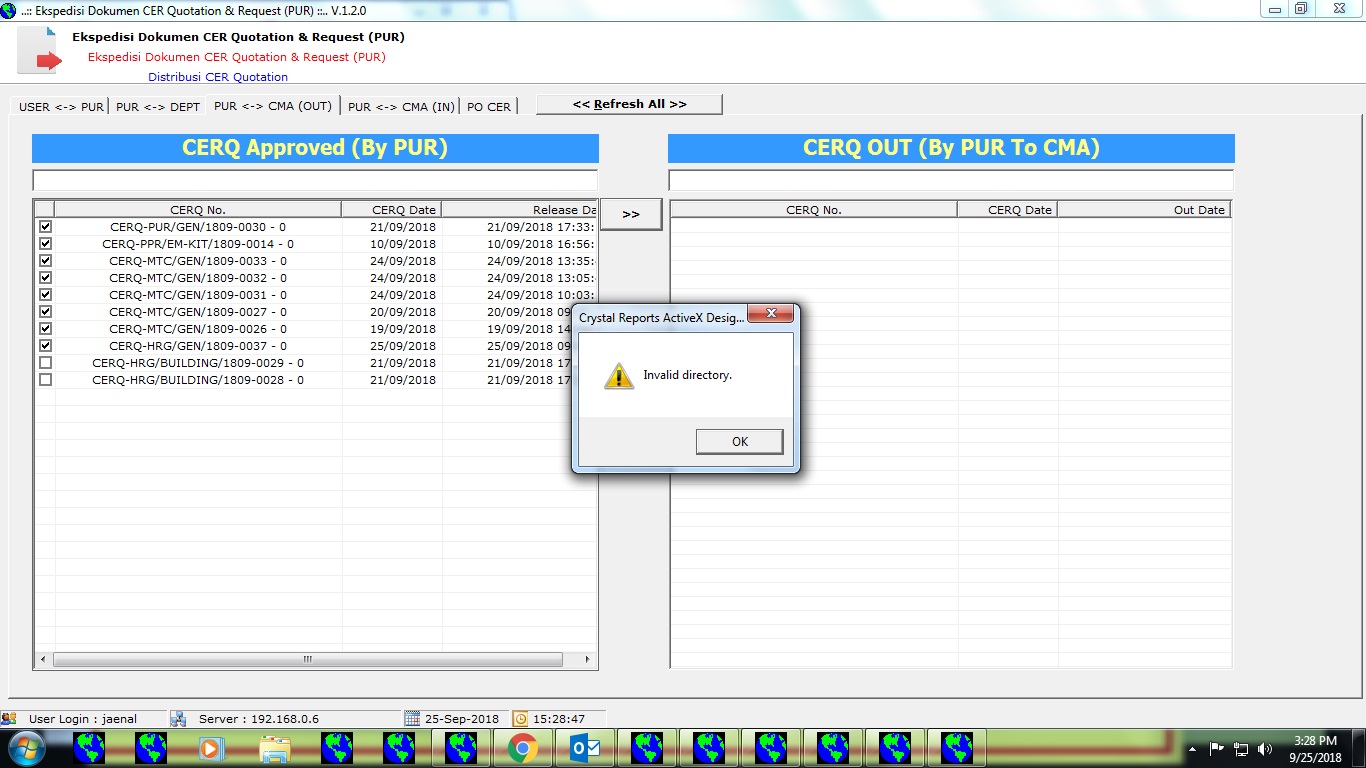 ..:: Ekspedisi Dokumen CER Quotation & Request (PUR) ::.. V.1.2.0
Ekspedisi Dokumen CER Quotation & Request (PUR)
Ekspedisi Dokumen CER Quotation & Request (PUR)
Distribusi CER Quotation
USER <-> PUR PUR <-> DEPT PUR <-> CMA (OUT) PUR <-> CMA (IN) PO CER << Refresh All >>
CERQ Approved (By PUR) CERQ OUT (By PUR To CMA)
CERQ No. CERQ Date Release Da >> CERQ No. CERQ Date Out Date
CERQ-PUR/GEN/1809-0030 - 0 21/09/2018 21/09/2018 17:33:
CERQ-PPR/EM-KIT/1809-0014 - 0 10/09/2018 10/09/2018 16:56:
CERQ-MTC/GEN/1809-0033 - 0 24/09/2018 24/09/2018 13:35:
CERQ-MTC/GEN/1809-0032 - 0 24/09/2018 24/09/2018 13:05:
CERQ-MTC/GEN/1809-0031 - 0 24/09/2018 24/09/2018 10:03:
CERQ-MTC/GEN/1809-0027 - 0 20/09/2018 20/09/2018 09
CERQ-MTC/GEN/1809-0026 - 0 19/09/2018 19/09/2018 14
CERQ-HRG/GEN/1809-0037 - 0 25/09/2018 25/09/2018 09
CERQ-HRG/BUILDING/1809-0029 - 0 21/09/2018 21/09/2018 17
CERQ-HRG/BUILDING/1809-0028 - 0 21/09/2018 21/09/2018 17
Crystal Reports ActiveX Desig...
Invalid directory.
OK
User Login : jaenal Server : 192.168.0.6 25-Sep-2018 15:28:47
3:28 PM
9/25/2018